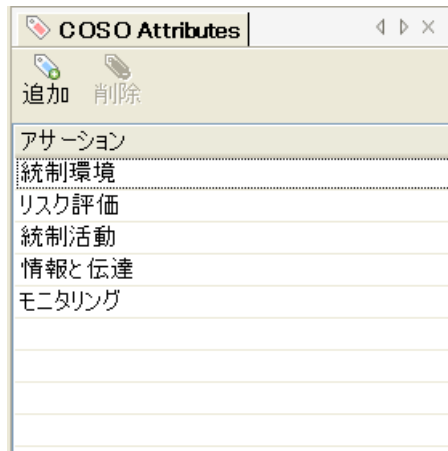 COSO Attributes
追加 削除
アサーション
統制環境
リスク評価
統制活動
情報と伝達
モニタリング